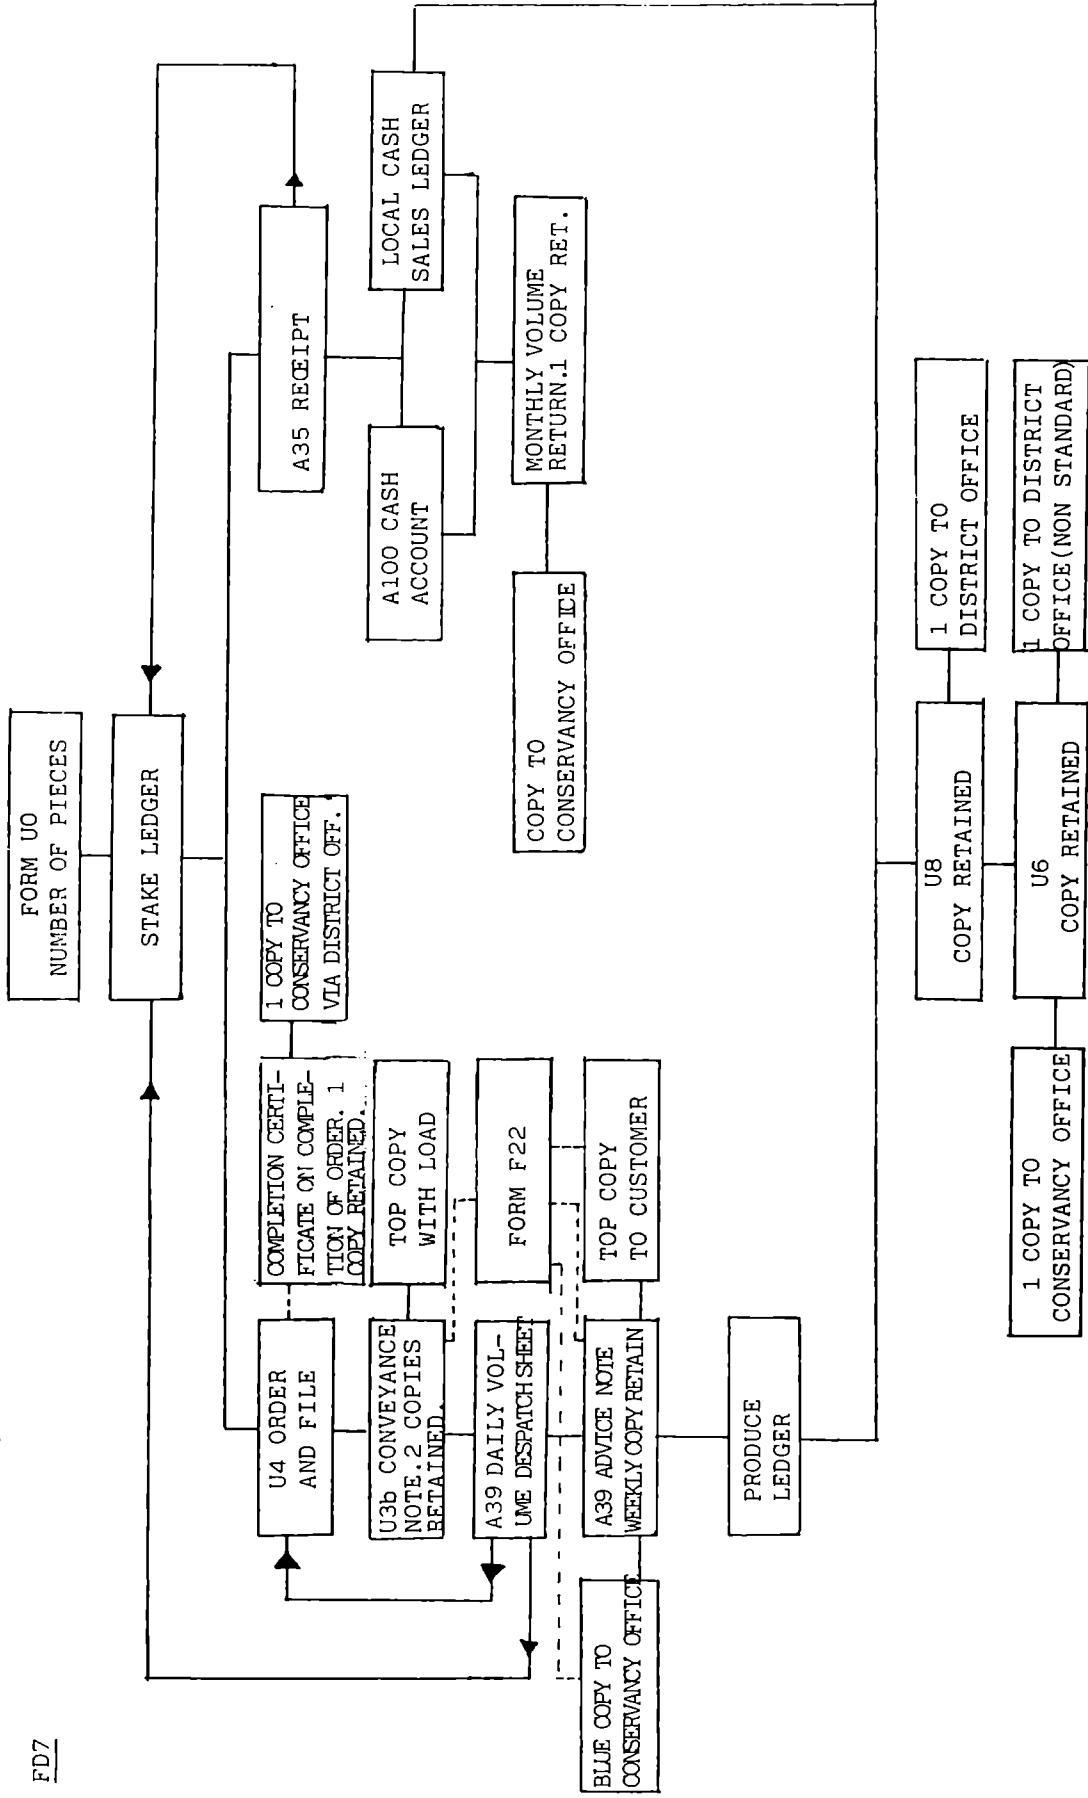 FD7
FORM U0
NUMBER OF PIECES
STAKE LEDGER
U4 ORDER
AND FILE
COMPLETION CERTI-
FICATE ON COMPLE-
TION OF ORDER. 1
COPY RETAINED.
1 COPY TO
CONSERVANCY OFFICE
VIA DISTRICT OFF.
A35 RECEIPT
U3b CONVEYANCE
NOTE.2 COPIES
RETAINED.
TOP COPY
WITH LOAD
A100 CASH
ACCOUNT
LOCAL CASH
SALES LEDGER
A39 DAILY VOL-
UME DESPATCH SHEET
FORM F22
COPY TO
CONSERVANCY OFFICE
MONTHLY VOLUME
RETURN.1 COPY RET.
BLUE COPY TO
CONSERVANCY OFFICE
A39 ADVICE NOTE
WEEKLY COPY RETAIN
TOP COPY
TO CUSTOMER
PRODUCE
LEDGER
U8
COPY RETAINED
1 COPY TO
DISTRICT OFFICE
1 COPY TO
CONSERVANCY OFFICE
U6
COPY RETAINED
1 COPY TO DISTRICT
OFFICE(NON STANDARD)